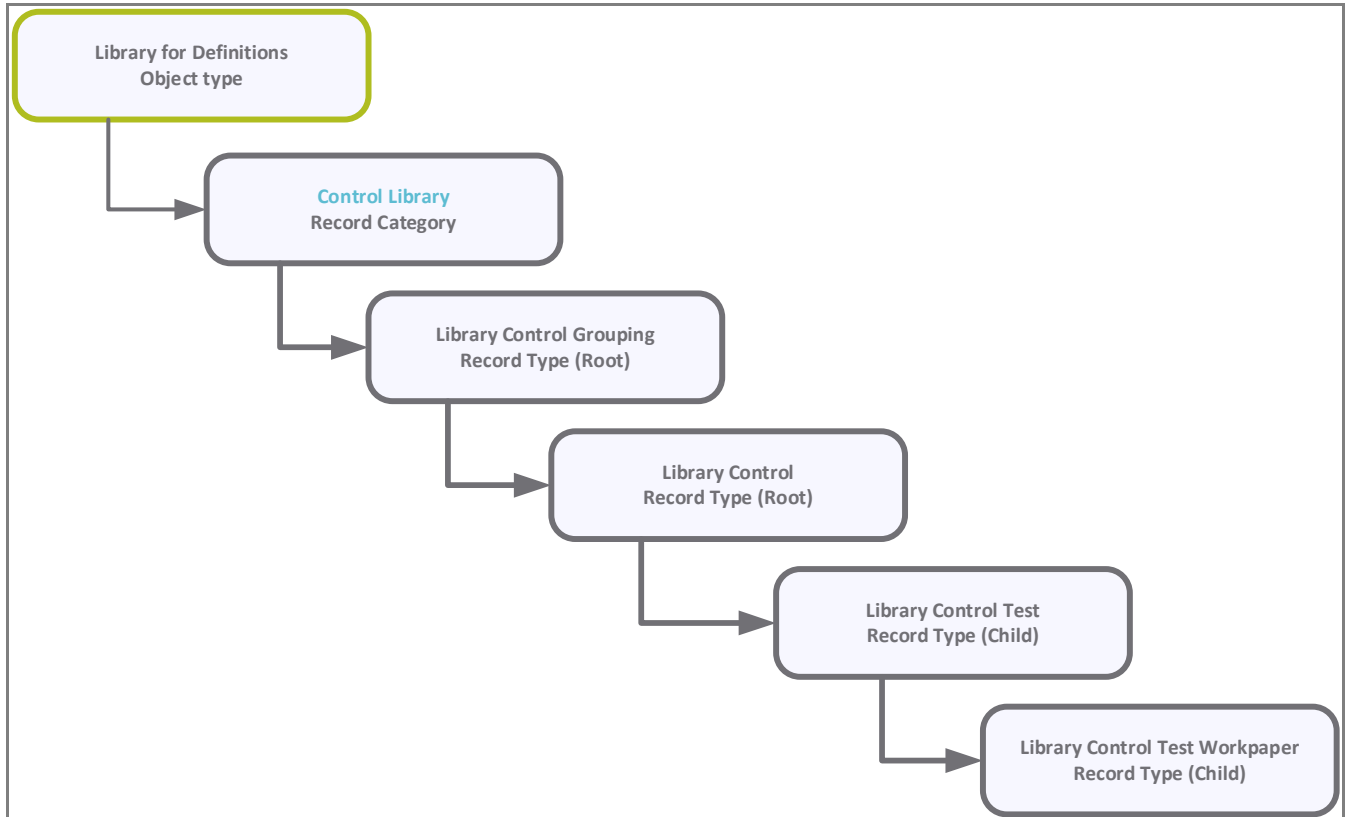 Library for Definitions
Object type
Control Library
Record Category
Library Control Grouping
Record Type (Root)
Library Control
Record Type (Root)
Library Control Test
Record Type (Child)
Library Control Test Workpaper
Record Type (Child)